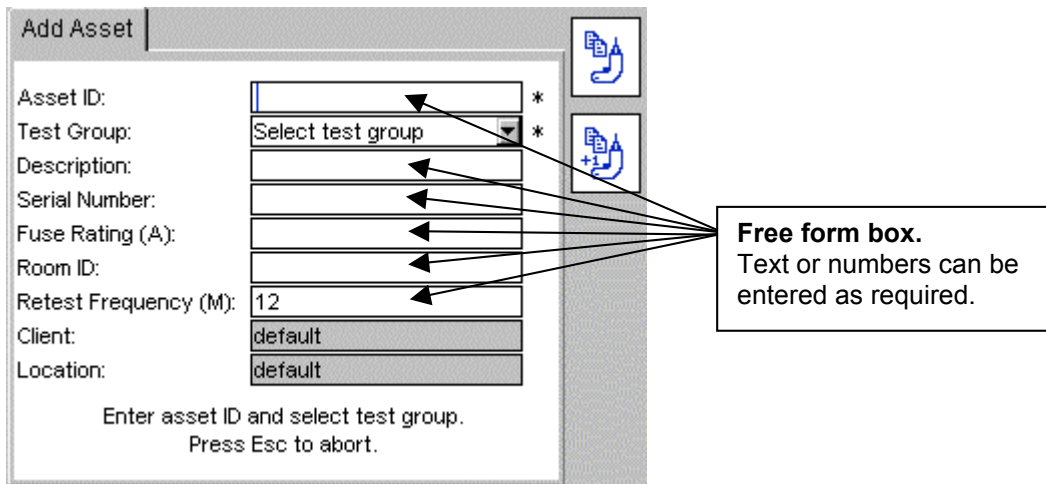 Add Asset
Asset ID: *
Test Group: Select test group *
Description:
Serial Number:
Fuse Rating (A):
Room ID:
Retest Frequency (M): 12
Client: default
Location: default
Enter asset ID and select test group.
Press Esc to abort.
+1
Free form box.
Text or numbers can be
entered as required.